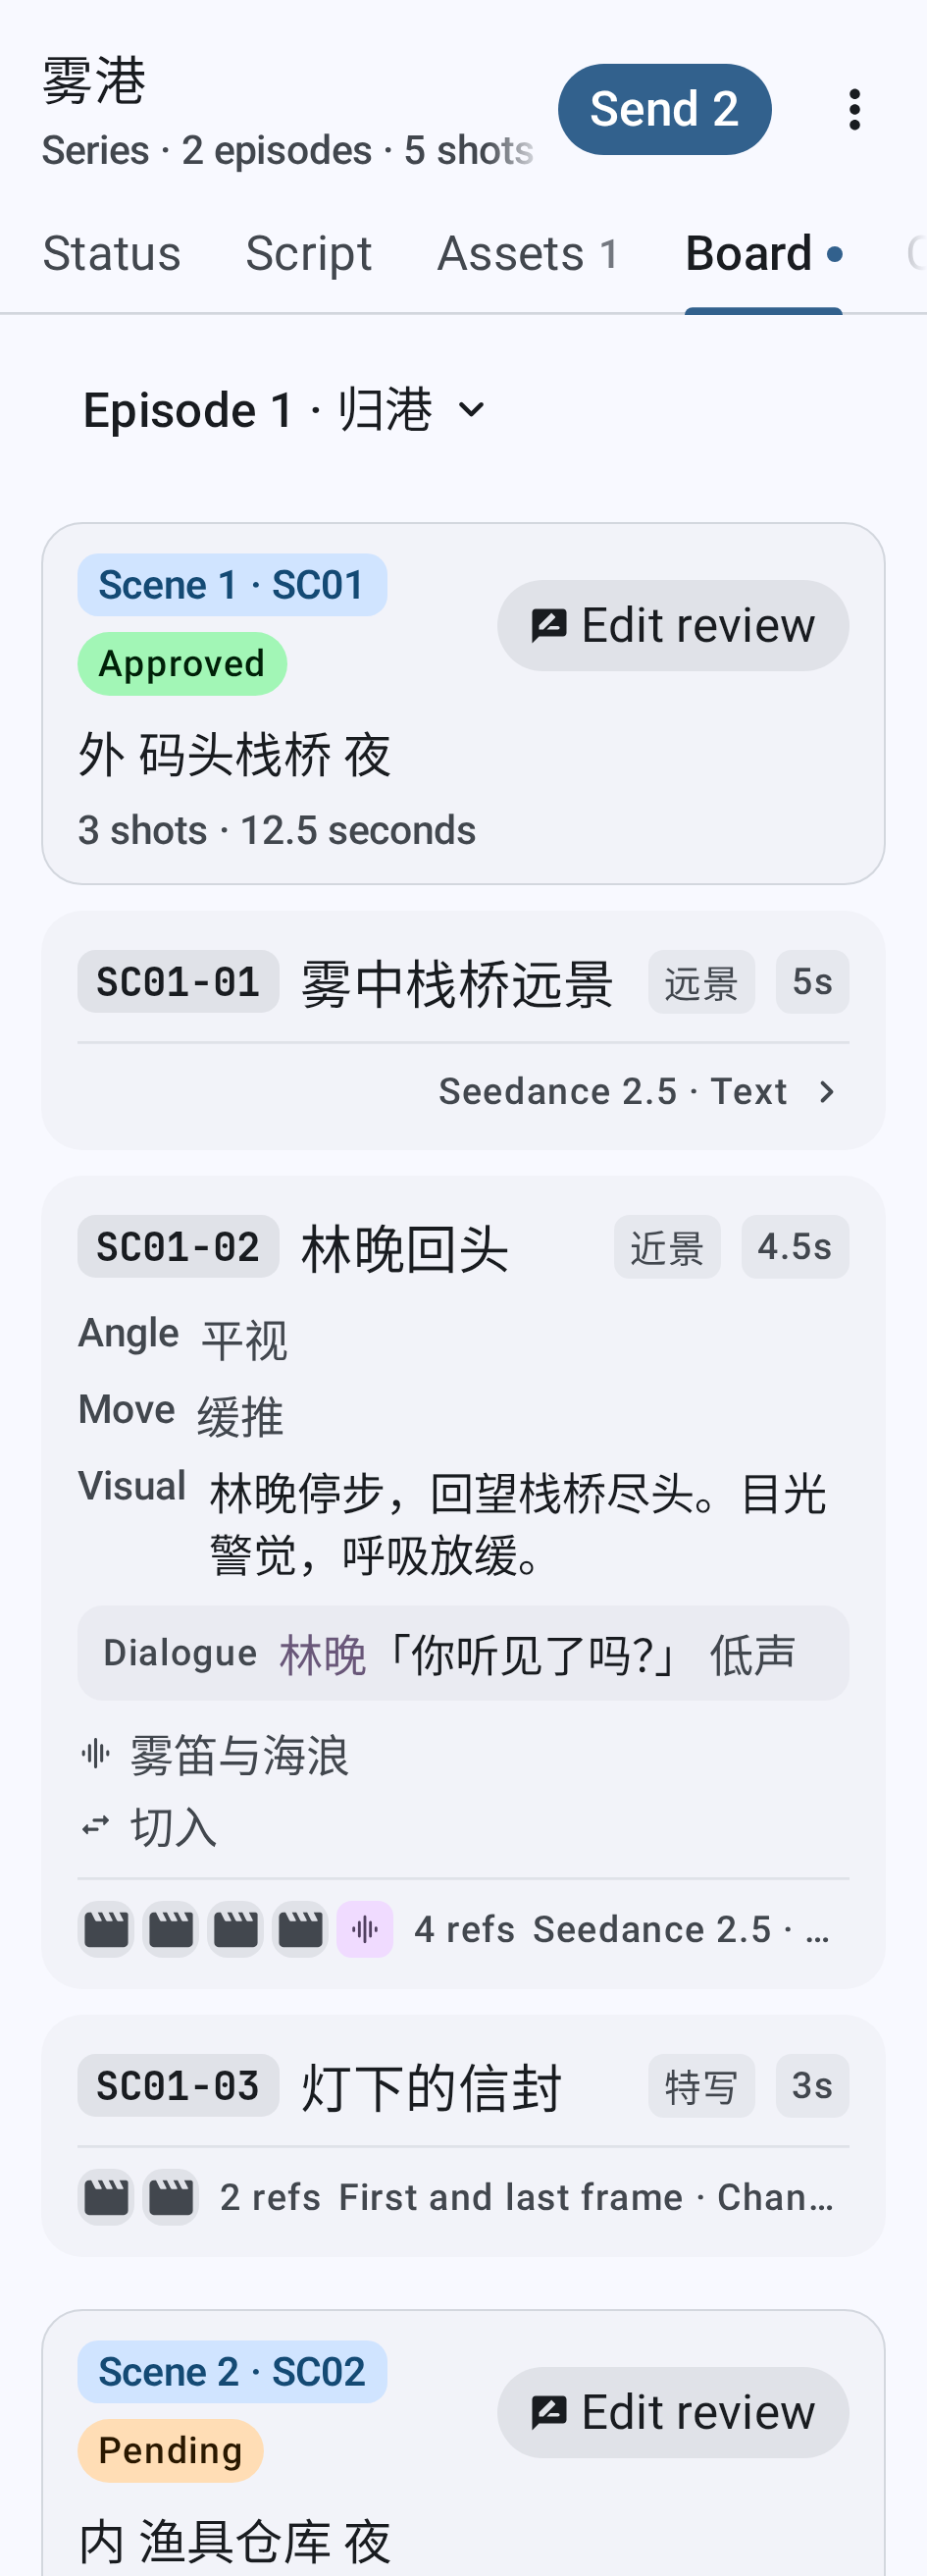 雾港
Send 2
Series · 2 episodes · 5 shots
Status Script Assets 1 Board
Episode 1 · 归港
Scene 1 · SC01
Edit review
Approved
外 码头栈桥 夜
3 shots · 12.5 seconds
SC01-01 雾中栈桥远景 远景 5s
Seedance 2.5 · Text
SC01-02 林晚回头 近景 4.5s
Angle 平视
Move 缓推
Visual 林晚停步，回望栈桥尽头。目光
警觉，呼吸放缓。
Dialogue 林晚「你听见了吗？」 低声
雾笛与海浪
切入
4 refs Seedance 2.5 · …
SC01-03 灯下的信封 特写 3s
2 refs First and last frame · Chan…
Scene 2 · SC02
Edit review
Pending
内 渔具仓库 夜